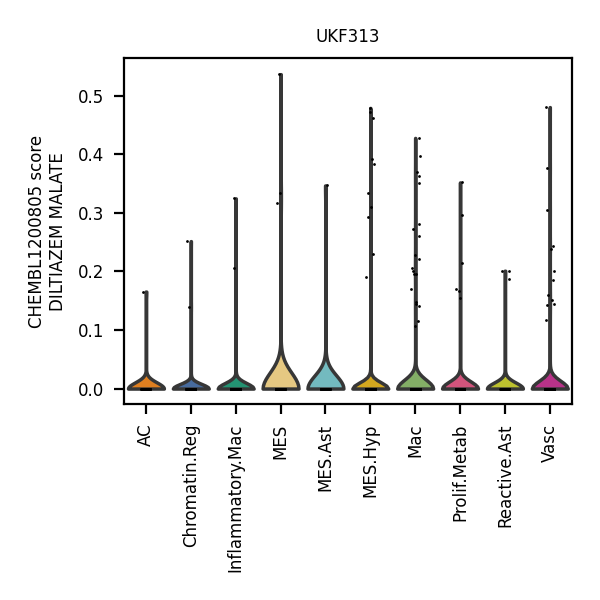 UKF313
CHEMBL1200805 score
DILTIAZEM MALATE
0.5
0.4
0.3
0.2
0.1
0.0
AC
Chromatin.Reg
Inflammatory.Mac
MES
MES.Ast
MES.Hyp
Mac
Prolif.Metab
Reactive.Ast
Vasc